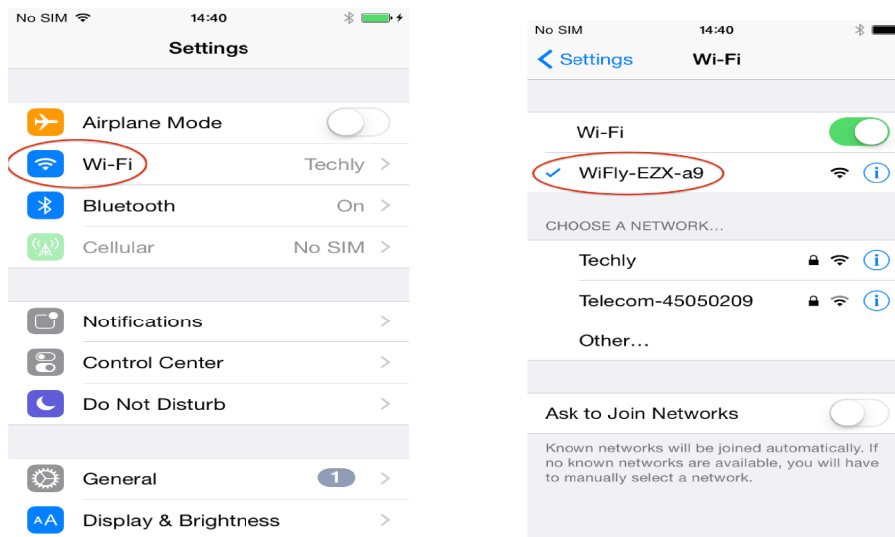 No SIM 14:40
Settings
Airplane Mode
Wi-Fi Techly
Bluetooth On
Cellular No SIM
Notifications
Control Center
Do Not Disturb
General 1
AA Display & Brightness
No SIM 14:40
Settings Wi-Fi
Wi-Fi
WiFly-EZX-a9
CHOOSE A NETWORK...
Techly
Telecom-45050209
Other...
Ask to Join Networks
Known networks will be joined automatically. If
no known networks are available, you will have
to manually select a network.